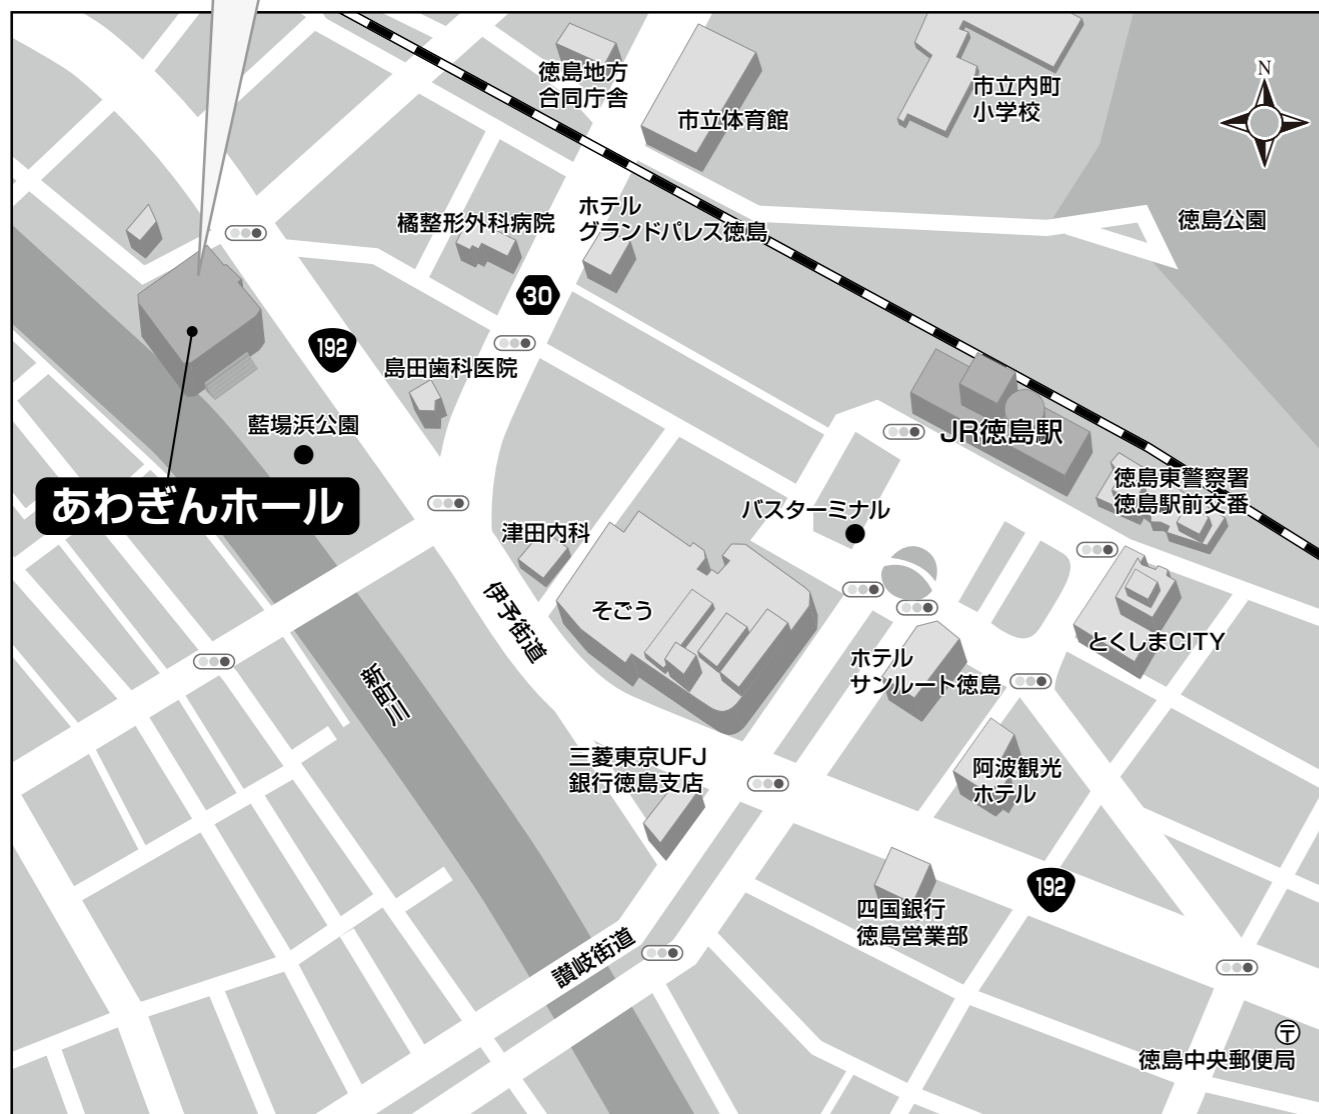 徳島地方
合同庁舎
市立体育館
市立内町
小学校
N
徳島公園
橘整形外科病院
ホテル
グランドパレス徳島
30
192
島田歯科医院
藍場浜公園
あわぎんホール
JR徳島駅
徳島東警察署
徳島駅前交番
バスターミナル
津田内科
そごう
伊予街道
新町川
とくしまCITY
ホテル
サンルート徳島
三菱東京UFJ
銀行徳島支店
阿波観光
ホテル
192
四国銀行
徳島営業部
讃岐街道
〒
徳島中央郵便局